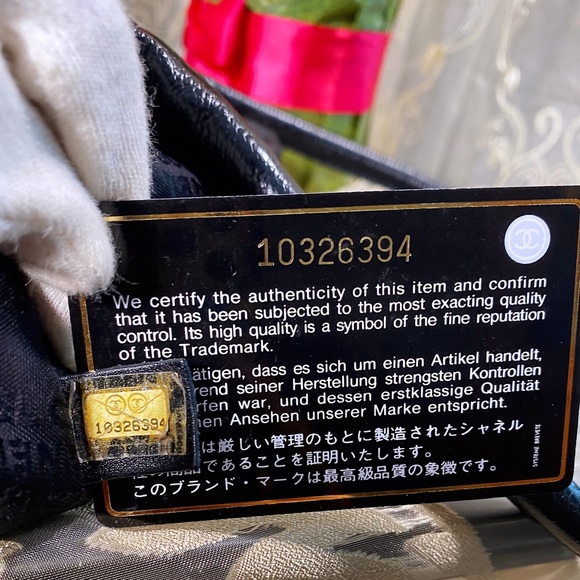 10326394
We certify the authenticity of this item and confirm
that it has been subjected to the most exacting quality
control. Its high quality is a symbol of the fine reputation
of the Trademark.
tätigen, dass es sich um einen Artikel handelt,
rend seiner Herstellung strengsten Kontrollen
rfen war, und dessen erstklassige Qualität
hen Ansehen unserer Marke entspricht.
は厳しい管理のもとに製造されたシャネル
であることを証明いたします。
このブランド・マークは最高級品質の象徴です。
10326394